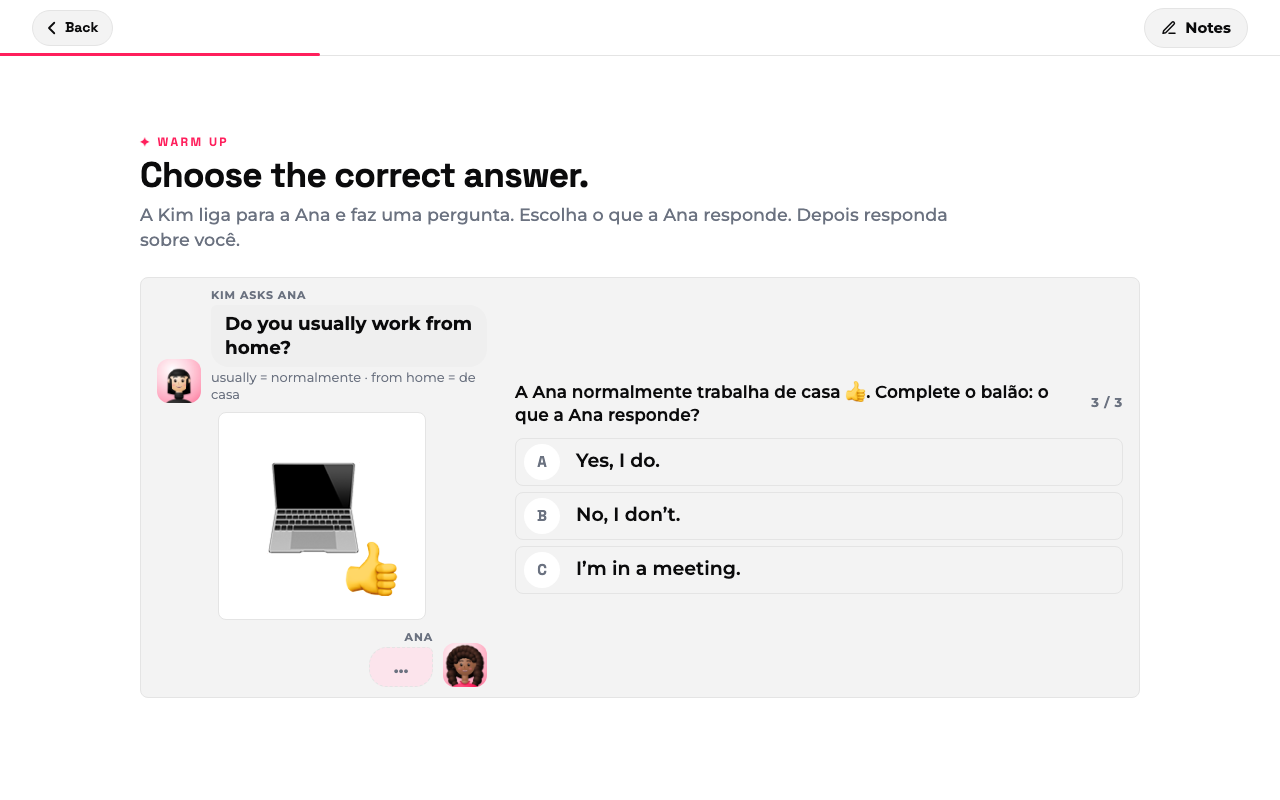 Back
Notes
WARM UP
Choose the correct answer.
A Kim liga para a Ana e faz uma pergunta. Escolha o que a Ana responde. Depois responda
sobre você.
KIM ASKS ANA
Do you usually work from
home?
usually = normalmente · from home = de
casa
ANA
...
A Ana normalmente trabalha de casa 👍. Complete o balão: o
que a Ana responde?
3 / 3
A Yes, I do.
B No, I don’t.
C I’m in a meeting.